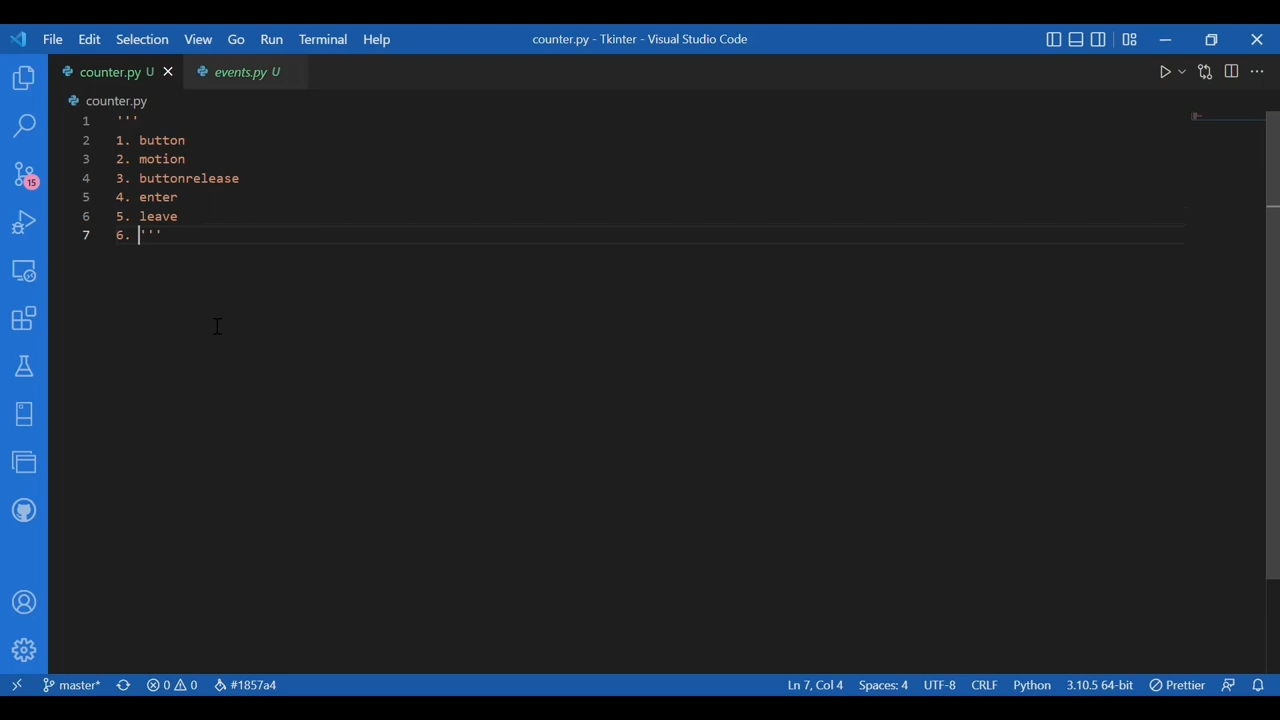 File Edit Selection View Go Run Terminal Help
counter.py - Tkinter - Visual Studio Code
counter.py U
events.py U
counter.py
1 '''
2 1. button
3 2. motion
4 3. buttonrelease
5 4. enter
6 5. leave
7 6. '''
15
master* 0 0 #1857a4
Ln 7, Col 4 Spaces: 4 UTF-8 CRLF Python 3.10.5 64-bit Prettier